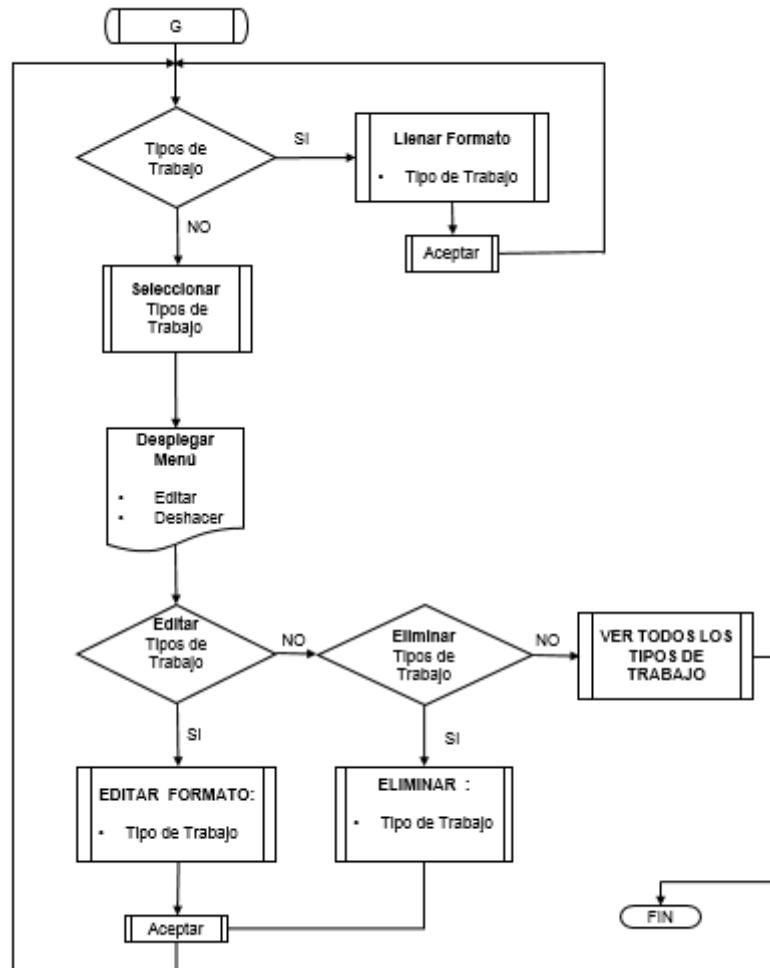 G
Tipos de
Trabajo
SI
Llenar Formato
▪ Tipo de Trabajo
NO
Aceptar
Seleccionar
Tipos de
Trabajo
Desplegar
Menú
▪ Editar
▪ Deshacer
Editar
Tipos de
Trabajo
NO
Eliminar
Tipos de
Trabajo
NO
VER TODOS LOS
TIPOS DE
TRABAJO
SI
SI
EDITAR FORMATO:
▪ Tipo de Trabajo
ELIMINAR :
▪ Tipo de Trabajo
Aceptar
FIN